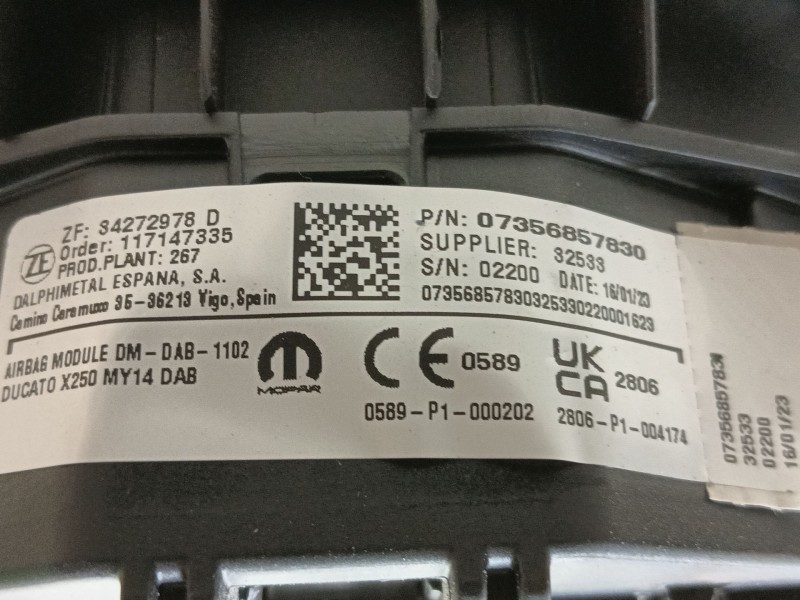 ZF: 34272978 D
Order: 117147335
PROD.PLANT: 267
ZF
DALPHIMETAL ESPANA, S.A.
Camino Caramuxo 35-36213 Vigo, Spain
P/N: 07356857830
SUPPLIER: 32533
S/N: 02200 DATE: 16/01/23
07356857830325330220001623
AIRBAG MODULE DM-DAB-1102
DUCATO X250 MY14 DAB
MOPAR
CE 0589
0589-P1-000202
UK
CA 2806
2806-P1-004174
0735685783
32533
02200
16/01/23